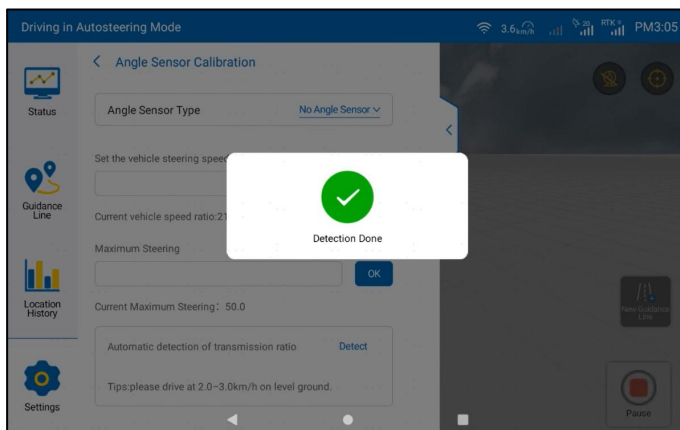 Driving in Autosteering Mode
3.6km/h
20
RTK
PM3:05
Angle Sensor Calibration
Status
Angle Sensor Type
No Angle Sensor
Set the vehicle steering speed
Guidance
Line
Current vehicle speed ratio:21
Detection Done
Maximum Steering
OK
Location
History
Current Maximum Steering: 50.0
New Guidance
Line
Automatic detection of transmission ratio
Detect
Tips:please drive at 2.0-3.0km/h on level ground.
Settings
Pause